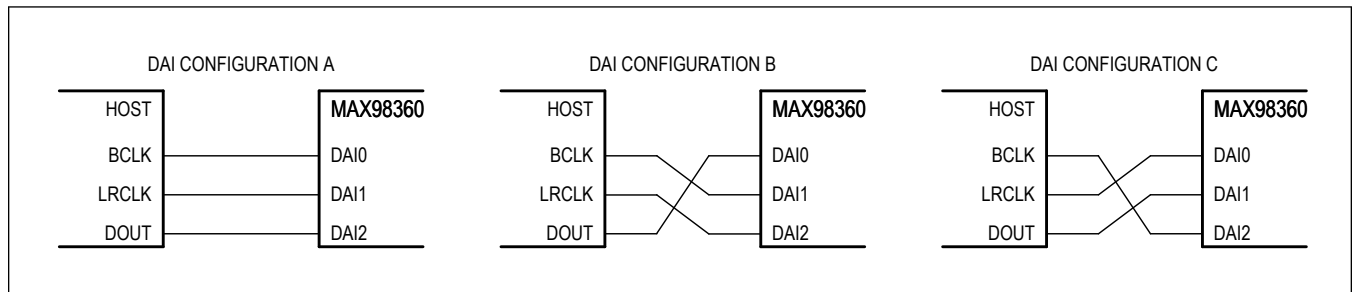 DAI CONFIGURATION A
HOST
MAX98360
BCLK
DAI0
LRCLK
DAI1
DOUT
DAI2
DAI CONFIGURATION B
HOST
MAX98360
BCLK
DAI0
LRCLK
DAI1
DOUT
DAI2
DAI CONFIGURATION C
HOST
MAX98360
BCLK
DAI0
LRCLK
DAI1
DOUT
DAI2